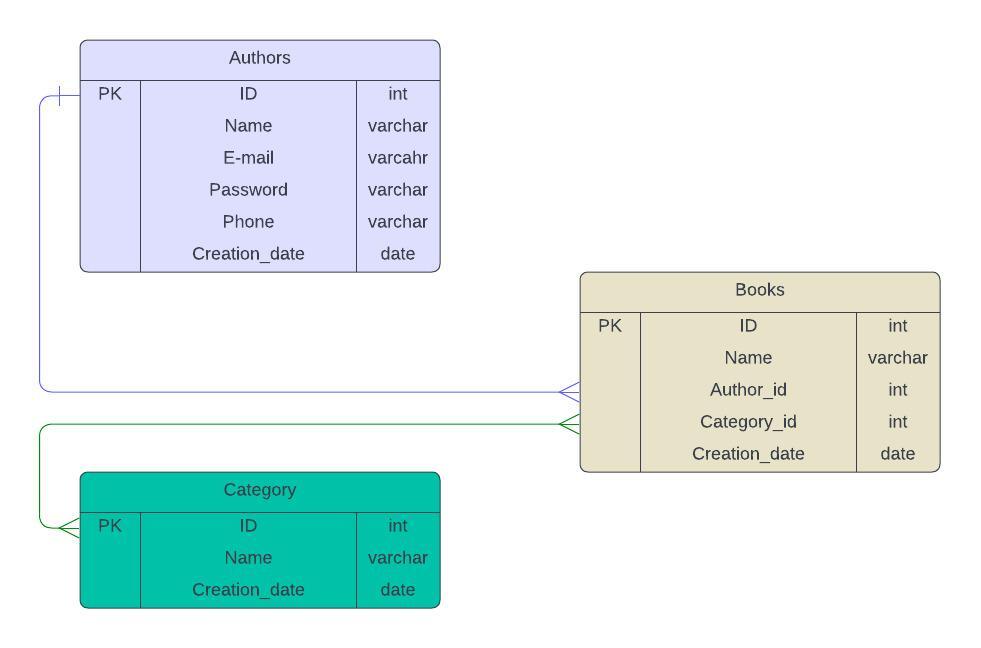 Authors
PK ID int
Name varchar
E-mail varcahr
Password varchar
Phone varchar
Creation_date date
Books
PK ID int
Name varchar
Author_id int
Category_id int
Creation_date date
Category
PK ID int
Name varchar
Creation_date date